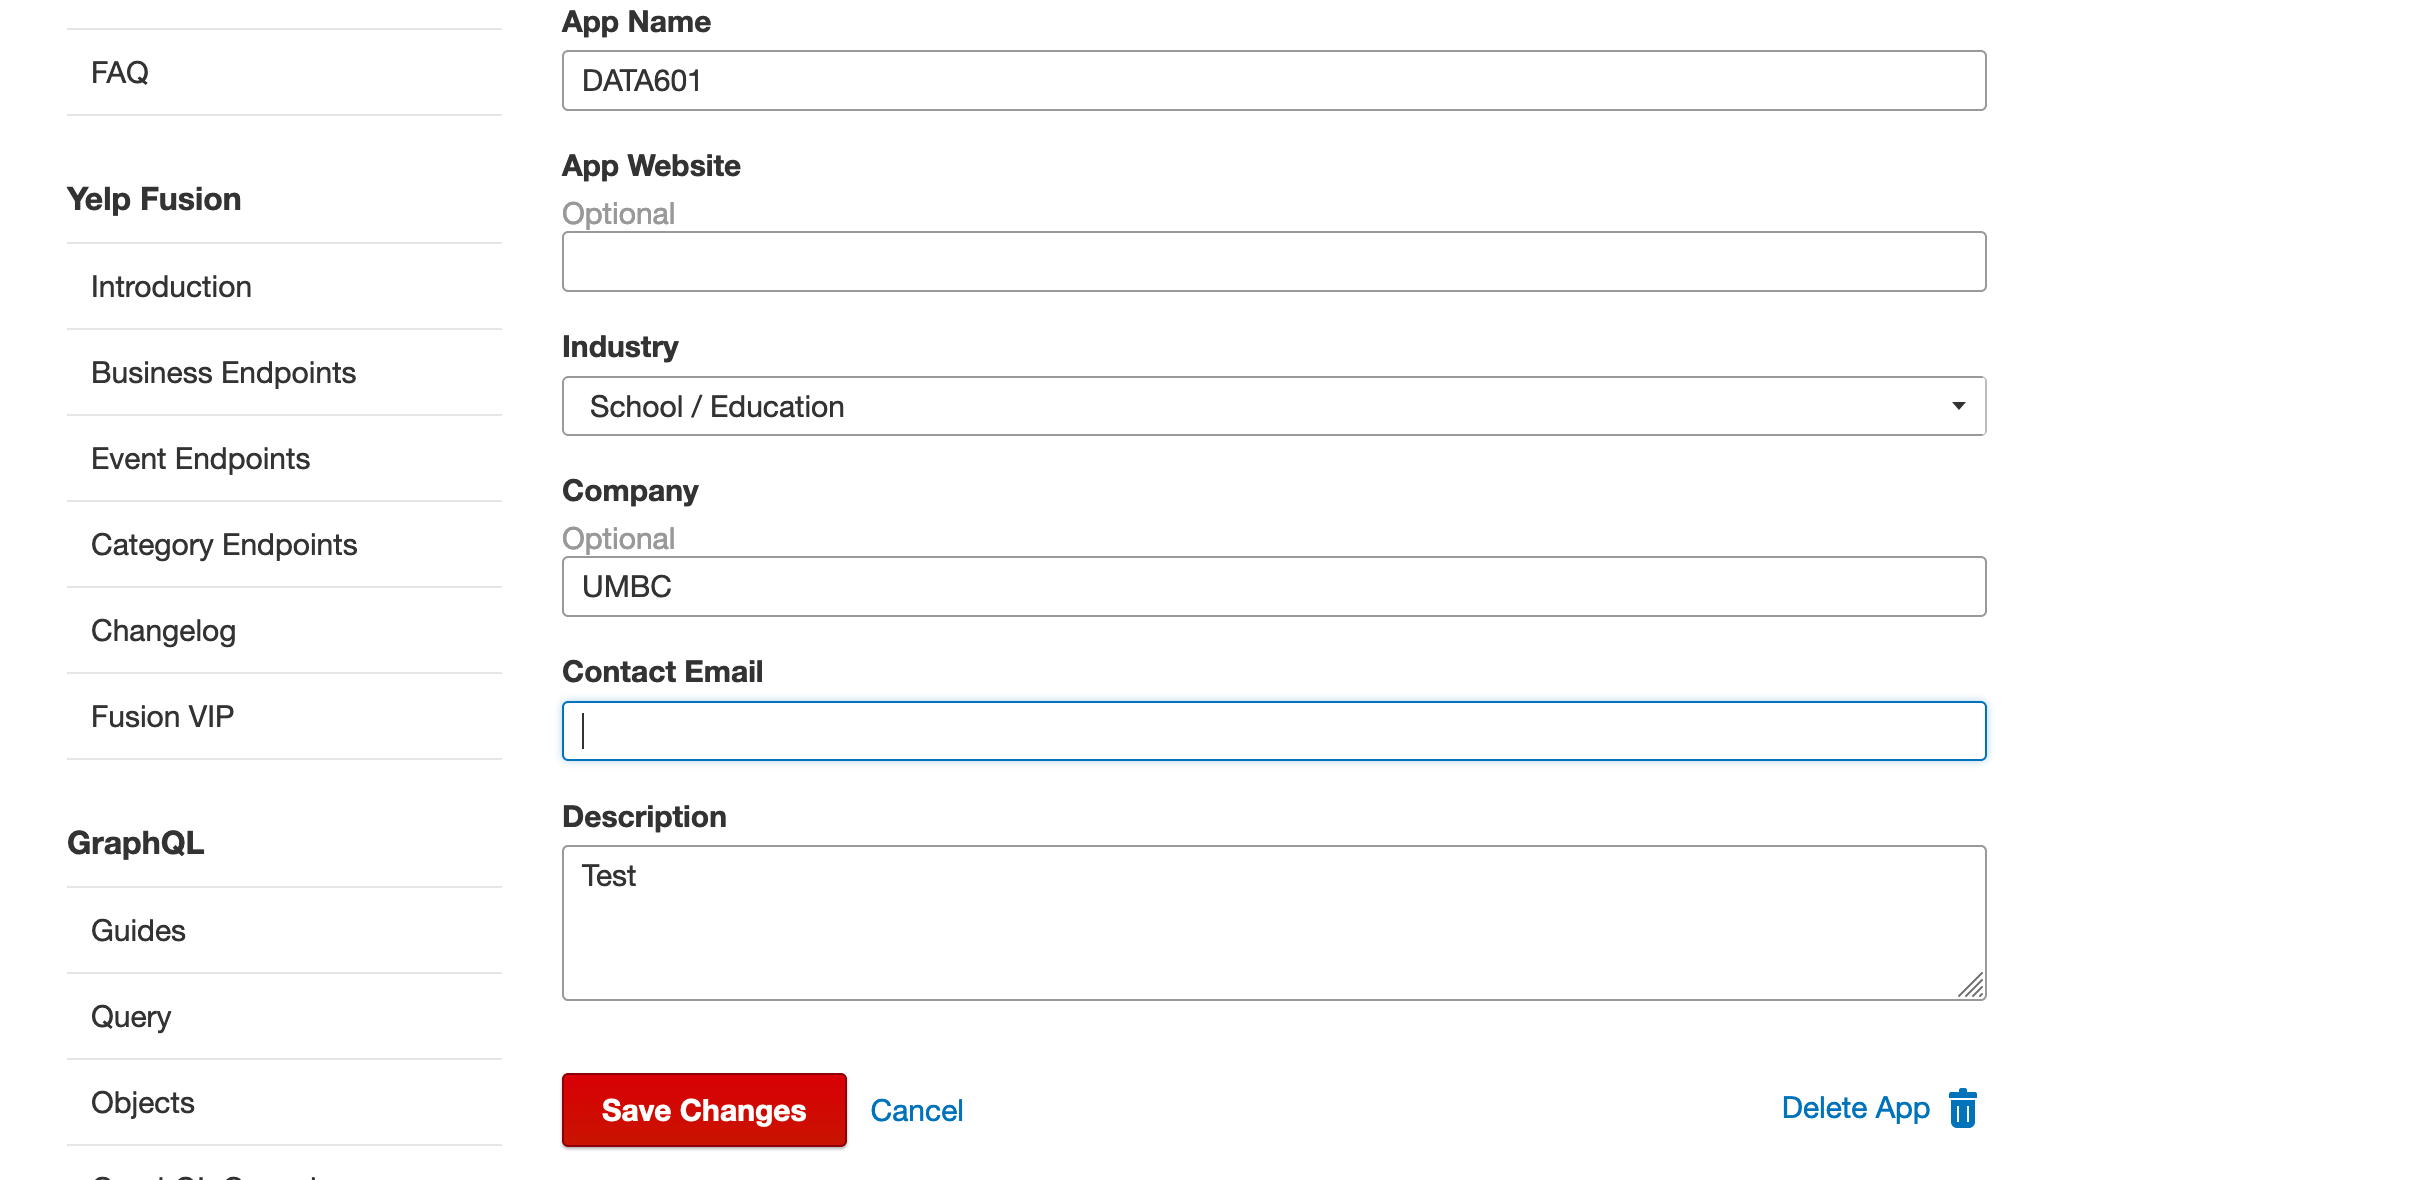 FAQ
Yelp Fusion
Introduction
Business Endpoints
Event Endpoints
Category Endpoints
Changelog
Fusion VIP
GraphQL
Guides
Query
Objects
App Name
DATA601
App Website
Optional
Industry
School / Education
Company
Optional
UMBC
Contact Email
Description
Test
Save Changes
Cancel
Delete App